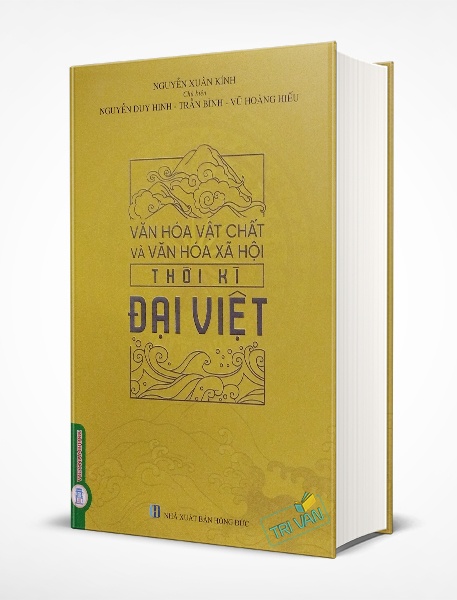 NGUYỄN XUÂN KÍNH
Chủ biên
NGUYỄN DUY HINH - TRẦN BÌNH - VŨ HOÀNG HIẾU
VĂN HÓA VẬT CHẤT
VÀ VĂN HÓA XÃ HỘI
THỜI KÌ
ĐẠI VIỆT
NHÀ XUẤT BẢN HỒNG ĐỨC
TRI VAN